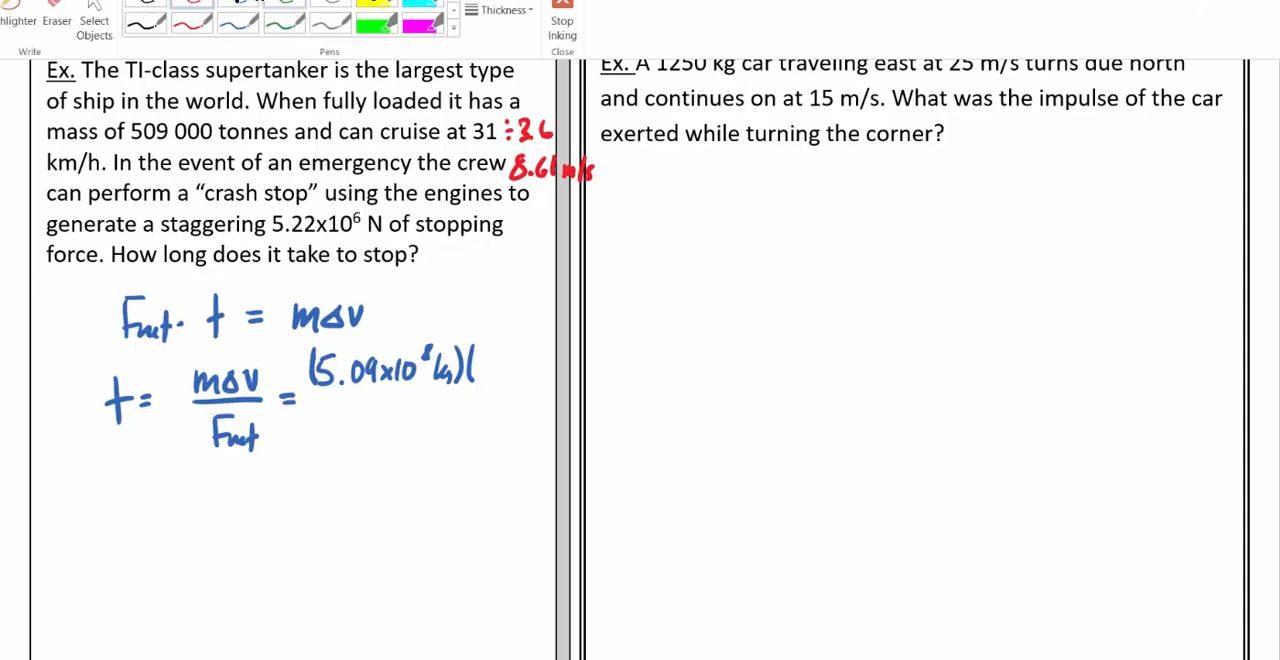 hlighter Eraser Select Objects
Thickness
Stop Inking
Write
Pens
Close
Ex. The TI-class supertanker is the largest type
of ship in the world. When fully loaded it has a
mass of 509 000 tonnes and can cruise at 31 ÷3.6
km/h. In the event of an emergency the crew 8.61 m/s
can perform a “crash stop” using the engines to
generate a staggering 5.22x10⁶ N of stopping
force. How long does it take to stop?
Fnet · t = mΔv
t = mΔv / Fnet = (5.09x10⁸ kg)(
Ex. A 1250 kg car traveling east at 25 m/s turns due north
and continues on at 15 m/s. What was the impulse of the car
exerted while turning the corner?